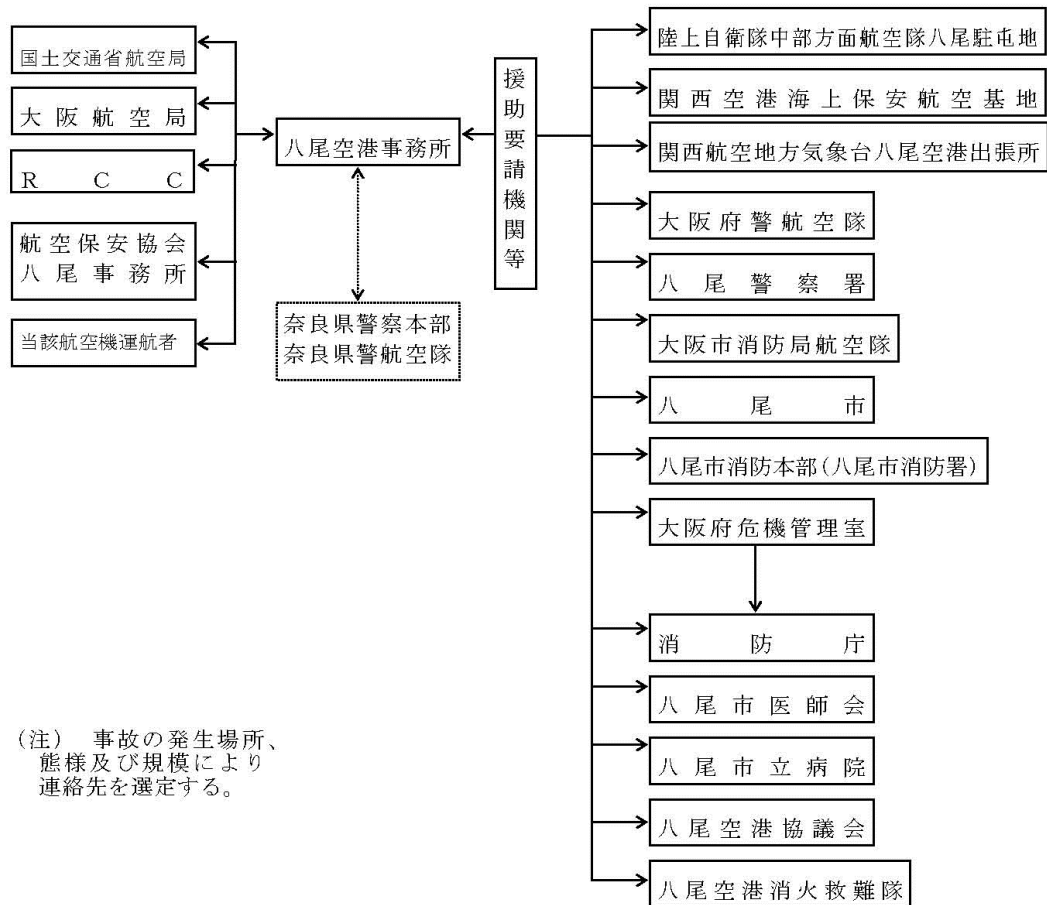 国土交通省航空局
大阪航空局
RCC
航空保安協会
八尾事務所
当該航空機運航者
八尾空港事務所
奈良県警察本部
奈良県警航空隊
援助要請機関等
陸上自衛隊中部方面航空隊八尾駐屯地
関西空港海上保安航空基地
関西航空地方気象台八尾空港出張所
大阪府警航空隊
八尾警察署
大阪市消防局航空隊
八尾市
八尾市消防本部(八尾市消防署)
大阪府危機管理室
消防庁
八尾市医師会
八尾市立病院
八尾空港協議会
八尾空港消火救難隊
(注) 事故の発生場所、
態様及び規模により
連絡先を選定する。